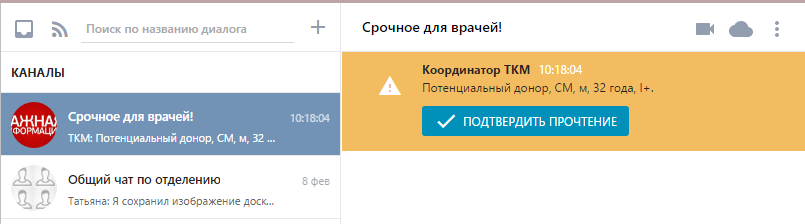 Поиск по названию диалога
КАНАЛЫ
АЖНАЯ
ФОРМАЦИ
Срочное для врачей!
10:18:04
ТКМ: Потенциальный донор, СМ, м, 32 ...
Общий чат по отделению
8 фев
Татьяна: Я сохранил изображение доск...
Срочное для врачей!
Координатор ТКМ 10:18:04
Потенциальный донор, СМ, м, 32 года, I+.
ПОДТВЕРДИТЬ ПРОЧТЕНИЕ